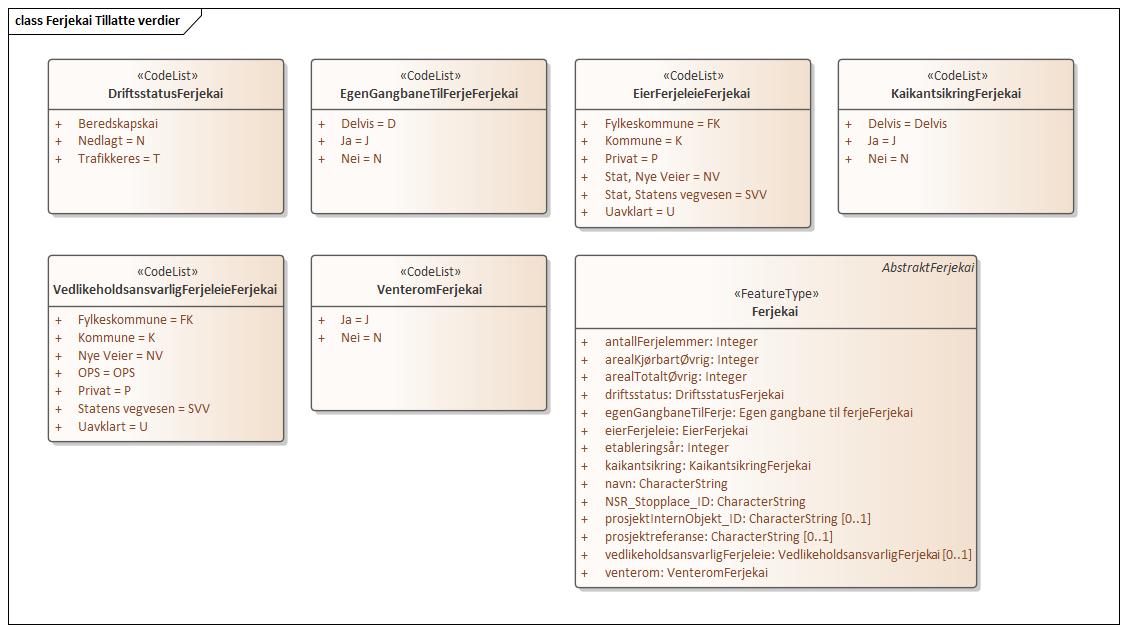 class Ferjekai Tillatte verdier
«CodeList»
DriftsstatusFerjekai
+ Beredskapskai
+ Nedlagt = N
+ Trafikkeres = T
«CodeList»
EgenGangbaneTilFerjeFerjekai
+ Delvis = D
+ Ja = J
+ Nei = N
«CodeList»
EierFerjeleieFerjekai
+ Fylkeskommune = FK
+ Kommune = K
+ Privat = P
+ Stat, Nye Veier = NV
+ Stat, Statens vegvesen = SVV
+ Uavklart = U
«CodeList»
KaikantsikringFerjekai
+ Delvis = Delvis
+ Ja = J
+ Nei = N
«CodeList»
VedlikeholdsansvarligFerjeleieFerjekai
+ Fylkeskommune = FK
+ Kommune = K
+ Nye Veier = NV
+ OPS = OPS
+ Privat = P
+ Statens vegvesen = SVV
+ Uavklart = U
«CodeList»
VenteromFerjekai
+ Ja = J
+ Nei = N
AbstraktFerjekai
«FeatureType»
Ferjekai
+ antallFerjelemmer: Integer
+ arealKjørbartØvrig: Integer
+ arealTotaltØvrig: Integer
+ driftsstatus: DriftsstatusFerjekai
+ egenGangbaneTilFerje: Egen gangbane til ferjeFerjekai
+ eierFerjeleie: EierFerjekai
+ etableringsår: Integer
+ kaikantsikring: KaikantsikringFerjekai
+ navn: CharacterString
+ NSR_Stopplace_ID: CharacterString
+ prosjektInternObjekt_ID: CharacterString [0..1]
+ prosjektreferanse: CharacterString [0..1]
+ vedlikeholdsansvarligFerjeleie: VedlikeholdsansvarligFerjekai [0..1]
+ venterom: VenteromFerjekai